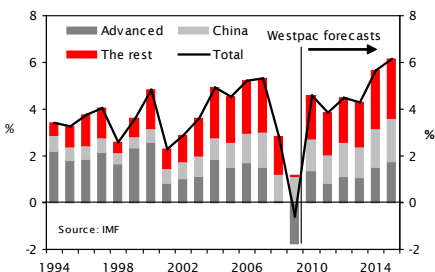 8 8
Advanced China Westpac forecasts
The rest Total
6 6
4 4
% %
2 2
0 0
Source: IMF
-2 -2
1994 1998 2002 2006 2010 2014